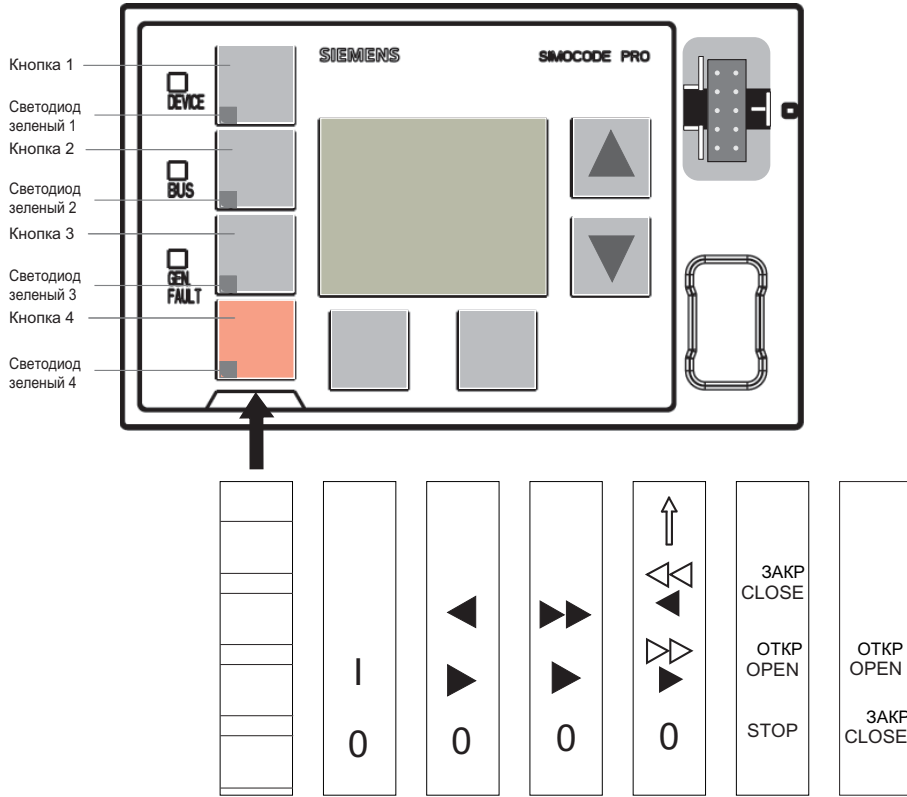 SIEMENS
SIMOCODE PRO
Кнопка 1
DEVICE
Светодиод
зеленый 1
Кнопка 2
BUS
Светодиод
зеленый 2
Кнопка 3
GEN.
FAULT
Светодиод
зеленый 3
Кнопка 4
Светодиод
зеленый 4
I
0
0
0
0
ЗАКР
CLOSE
ОТКР
OPEN
STOP
ОТКР
OPEN
ЗАКР
CLOSE